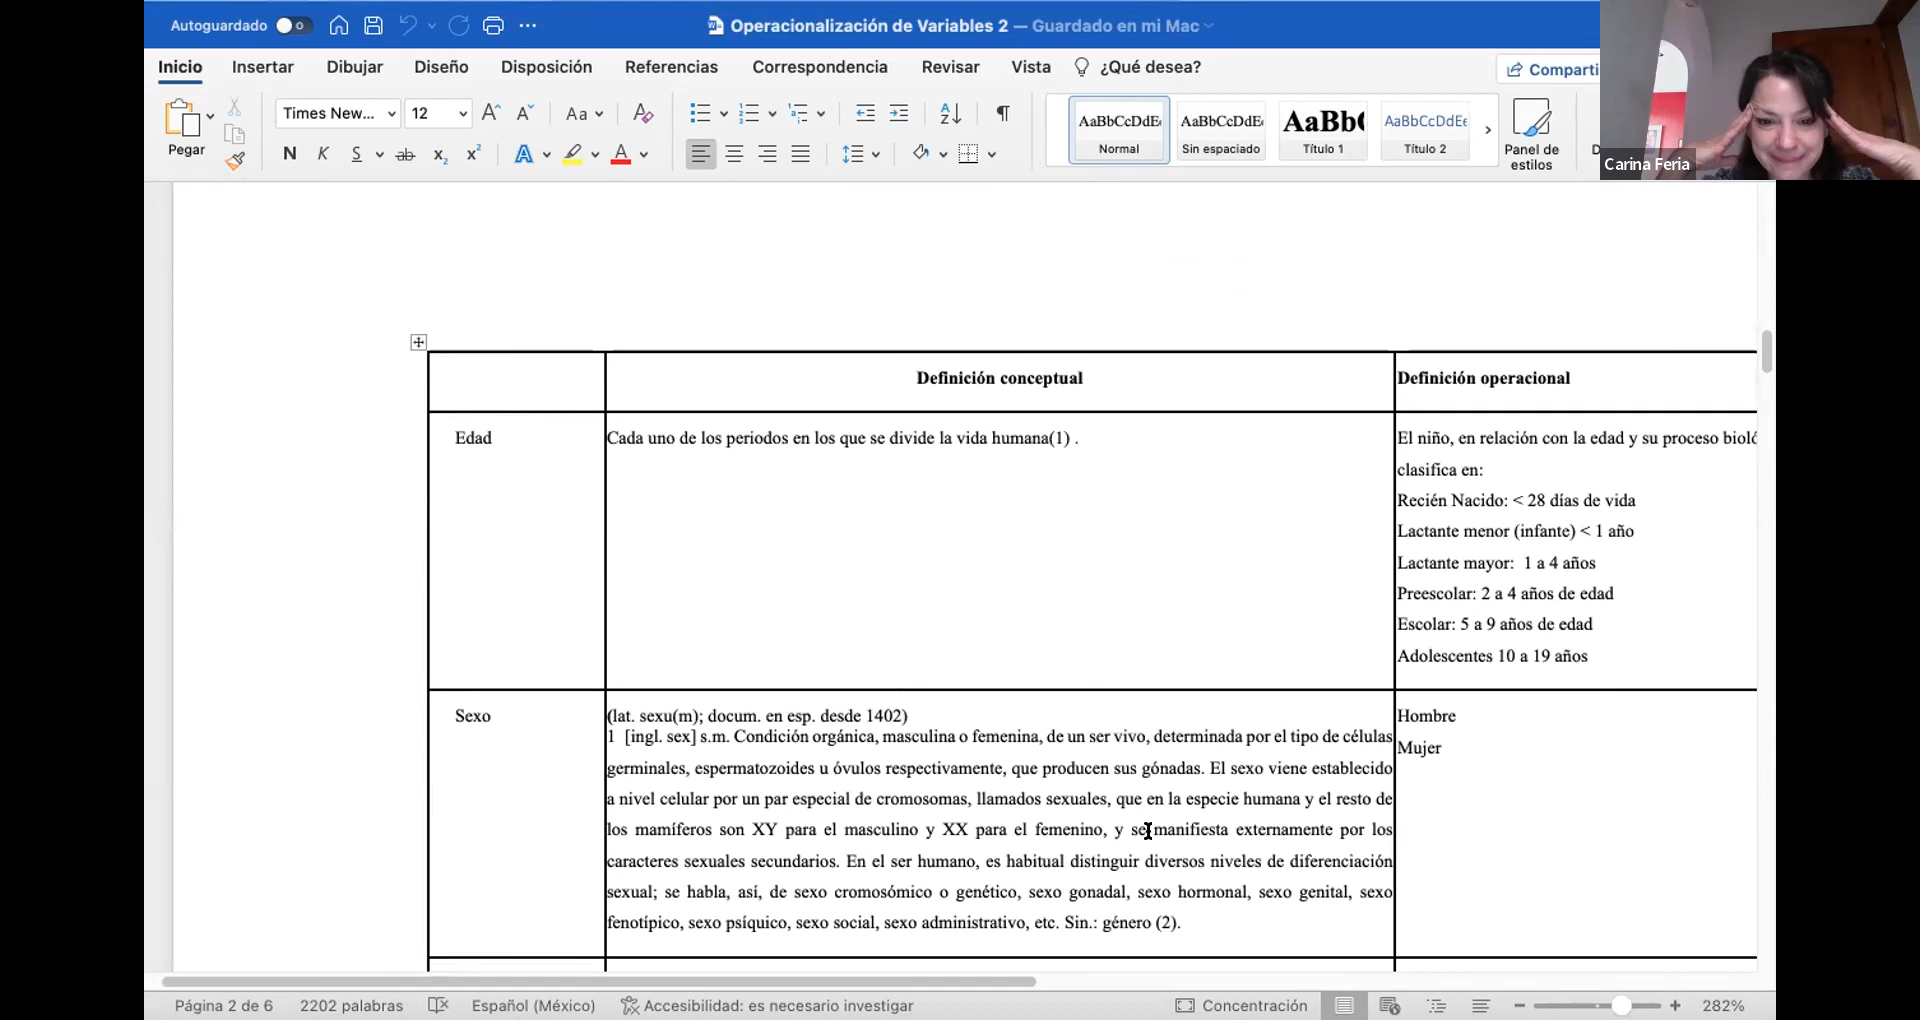 Autoguardado
Operacionalización de Variables 2 — Guardado en mi Mac
Inicio Insertar Dibujar Diseño Disposición Referencias Correspondencia Revisar Vista ¿Qué desea?
Comparti
Pegar
Times New... 12
N K S ab x2 x2
AaBbCcDdEe AaBbCcDdEe AaBb( AaBbCcDdEe
Normal Sin espaciado Título 1 Título 2
Panel de
estilos
Carina Feria
Definición conceptual Definición operacional
Edad
Cada uno de los periodos en los que se divide la vida humana(1) .
El niño, en relación con la edad y su proceso bioló
clasifica en:
Recién Nacido: < 28 días de vida
Lactante menor (infante) < 1 año
Lactante mayor: 1 a 4 años
Preescolar: 2 a 4 años de edad
Escolar: 5 a 9 años de edad
Adolescentes 10 a 19 años
Sexo
(lat. sexu(m); docum. en esp. desde 1402)
1 [ingl. sex] s.m. Condición orgánica, masculina o femenina, de un ser vivo, determinada por el tipo de células
germinales, espermatozoides u óvulos respectivamente, que producen sus gónadas. El sexo viene establecido
a nivel celular por un par especial de cromosomas, llamados sexuales, que en la especie humana y el resto de
los mamíferos son XY para el masculino y XX para el femenino, y se manifiesta externamente por los
caracteres sexuales secundarios. En el ser humano, es habitual distinguir diversos niveles de diferenciación
sexual; se habla, así, de sexo cromosómico o genético, sexo gonadal, sexo hormonal, sexo genital, sexo
fenotípico, sexo psíquico, sexo social, sexo administrativo, etc. Sin.: género (2).
Hombre
Mujer
Página 2 de 6 2202 palabras Español (México) Accesibilidad: es necesario investigar Concentración 282%